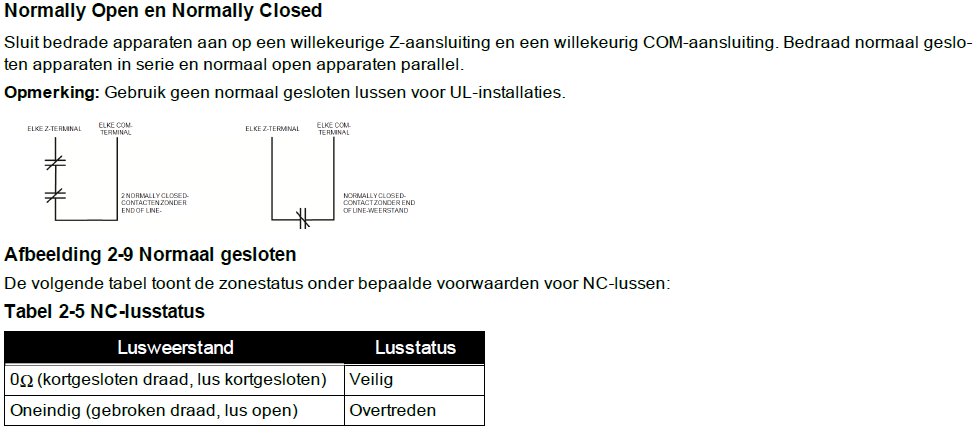 Normally Open en Normally Closed
Sluit bedrade apparaten aan op een willekeurige Z-aansluiting en een willekeurig COM-aansluiting. Bedraad normaal geslo-
ten apparaten in serie en normaal open apparaten parallel.
Opmerking: Gebruik geen normaal gesloten lussen voor UL-installaties.
ELKE Z-TERMINAL
ELKE COM-
TERMINAL
2 NORMALLY CLOSED-
CONTACTEN ZONDER
END OF LINE-
ELKE Z-TERMINAL
ELKE COM-
TERMINAL
NORMALLY CLOSED-
CONTACT ZONDER END
OF LINE-WEERSTAND
Afbeelding 2-9 Normaal gesloten
De volgende tabel toont de zonestatus onder bepaalde voorwaarden voor NC-lussen:
Tabel 2-5 NC-lusstatus
Lusweerstand Lusstatus
0Ω (kortgesloten draad, lus kortgesloten) Veilig
Oneindig (gebroken draad, lus open) Overtreden